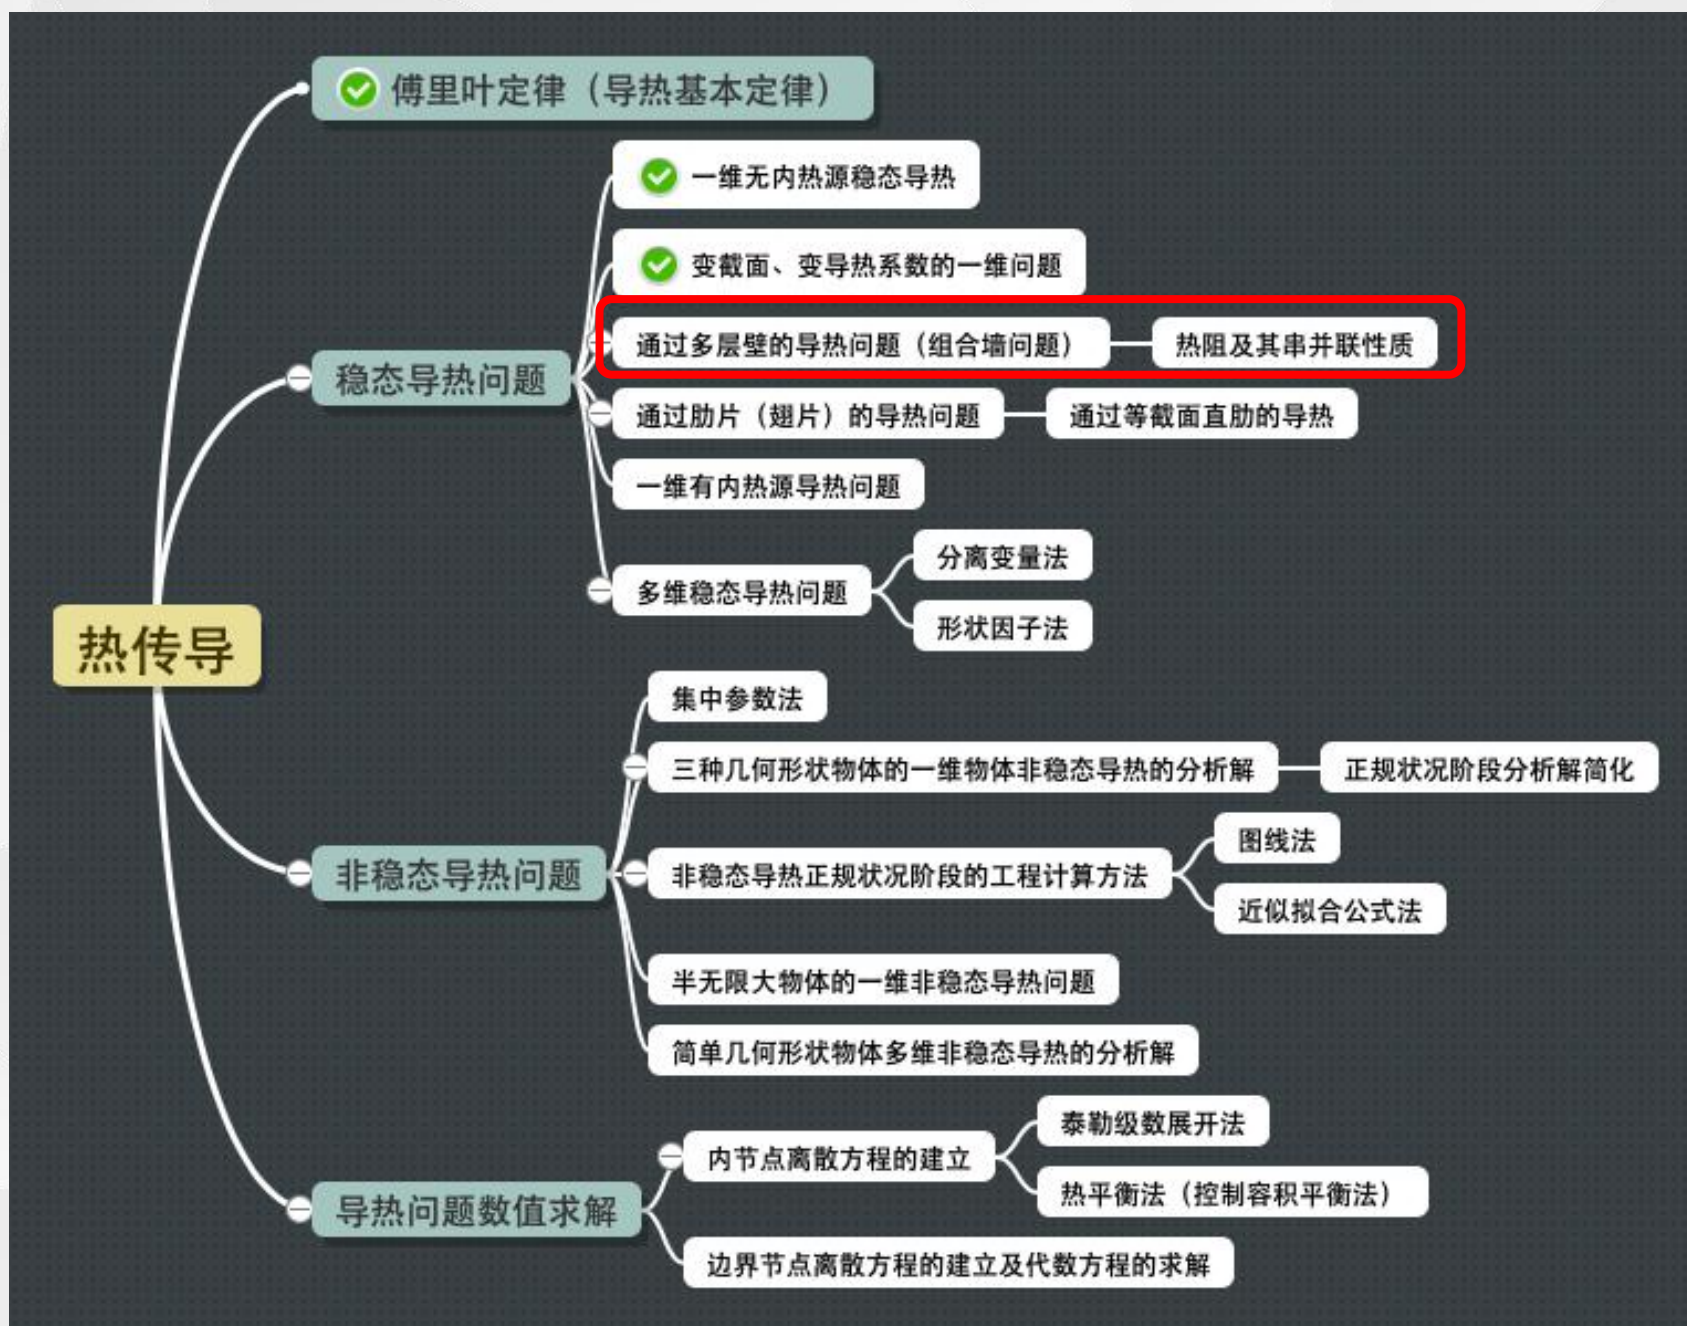 傅里叶定律（导热基本定律）
一维无内热源稳态导热
变截面、变导热系数的一维问题
通过多层壁的导热问题（组合墙问题）
热阻及其串并联性质
稳态导热问题
通过肋片（翅片）的导热问题
通过等截面直肋的导热
一维有内热源导热问题
分离变量法
多维稳态导热问题
形状因子法
热传导
集中参数法
三种几何形状物体的一维物体非稳态导热的分析解
正规状况阶段分析解简化
图线法
非稳态导热问题
非稳态导热正规状况阶段的工程计算方法
近似拟合公式法
半无限大物体的一维非稳态导热问题
简单几何形状物体多维非稳态导热的分析解
泰勒级数展开法
内节点离散方程的建立
热平衡法（控制容积平衡法）
导热问题数值求解
边界节点离散方程的建立及代数方程的求解